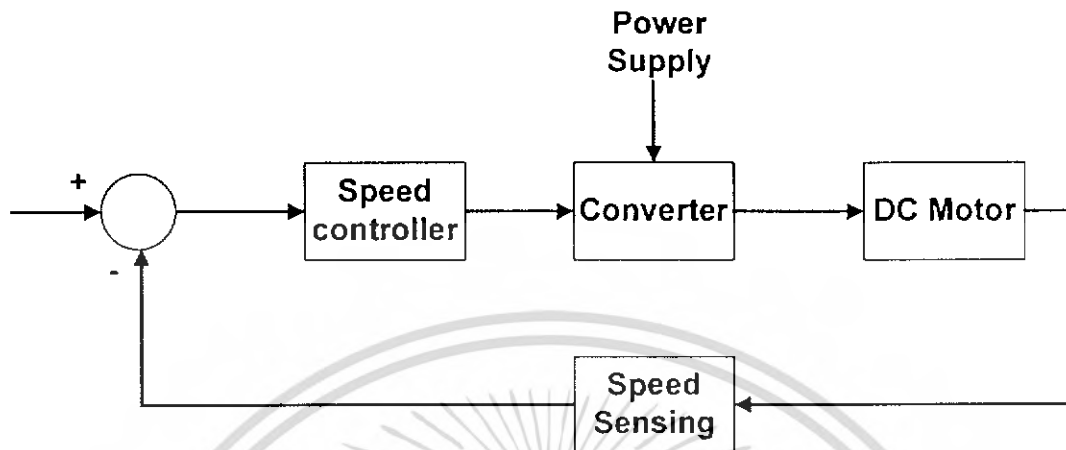 Power
Supply
+
Speed
controller
Converter
DC Motor
-
Speed
Sensing